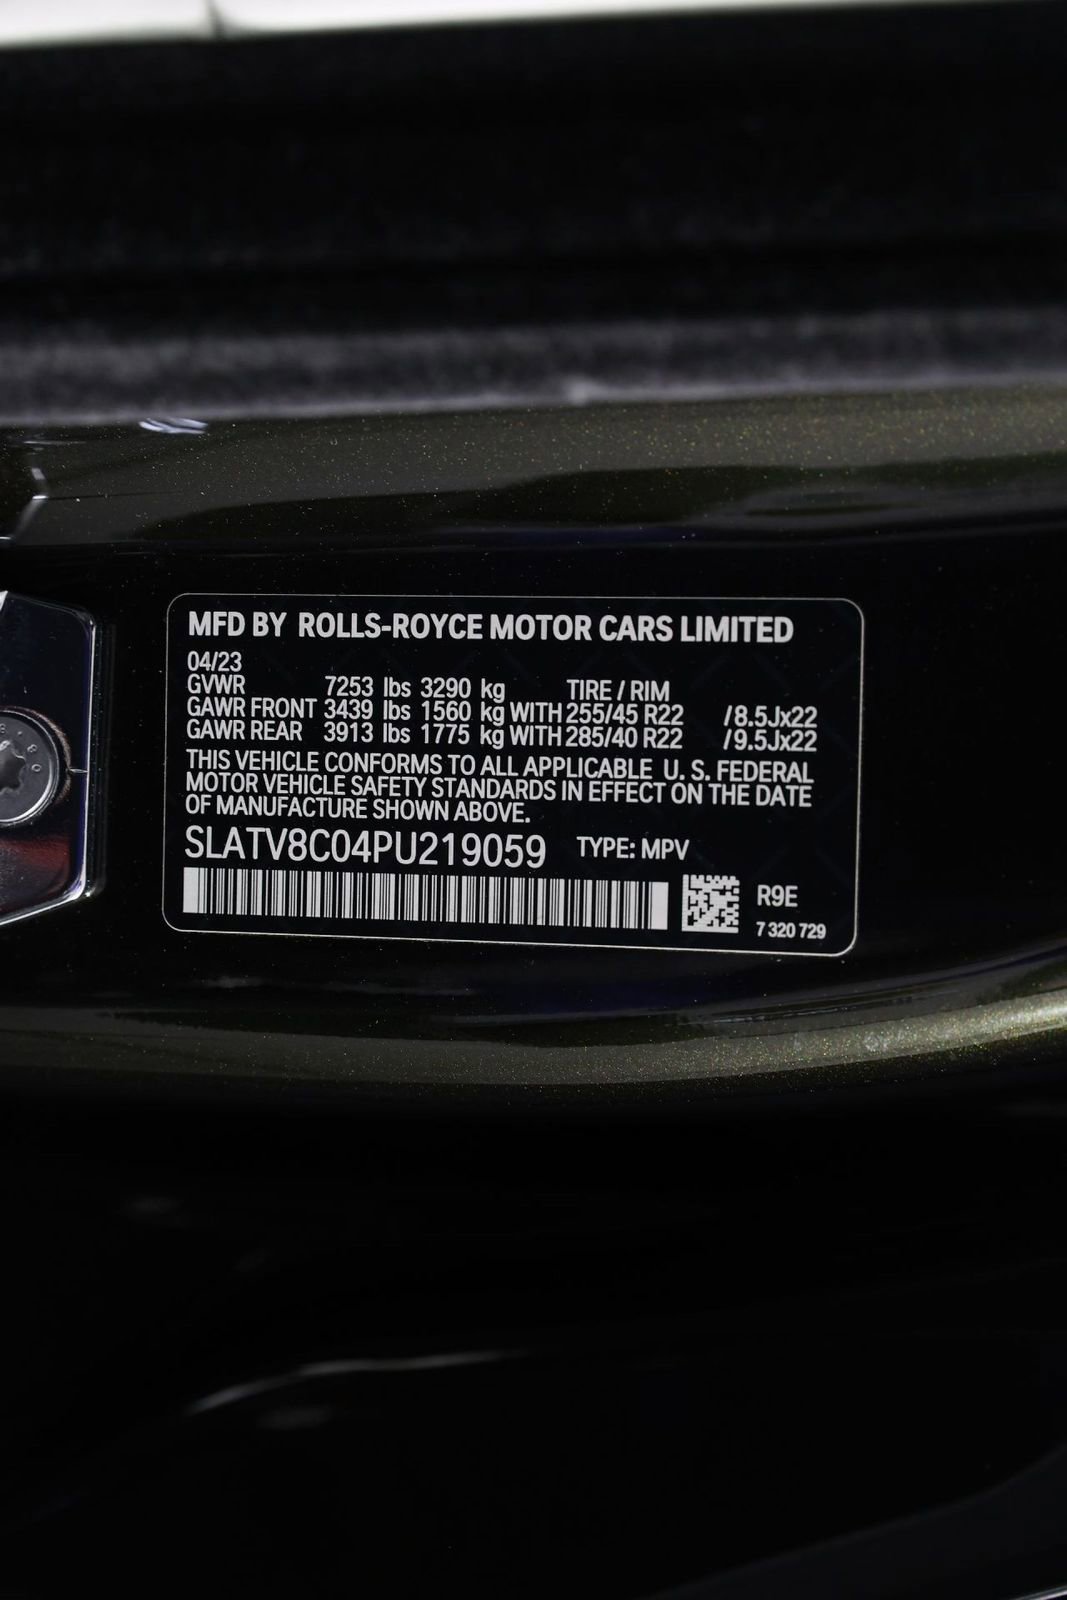 MFD BY ROLLS-ROYCE MOTOR CARS LIMITED
04/23
GVWR 7253 lbs 3290 kg TIRE / RIM
GAWR FRONT 3439 lbs 1560 kg WITH 255/45 R22 /8.5Jx22
GAWR REAR 3913 lbs 1775 kg WITH 285/40 R22 /9.5Jx22
THIS VEHICLE CONFORMS TO ALL APPLICABLE U. S. FEDERAL
MOTOR VEHICLE SAFETY STANDARDS IN EFFECT ON THE DATE
OF MANUFACTURE SHOWN ABOVE.
SLATV8C04PU219059 TYPE: MPV
R9E
7 320 729